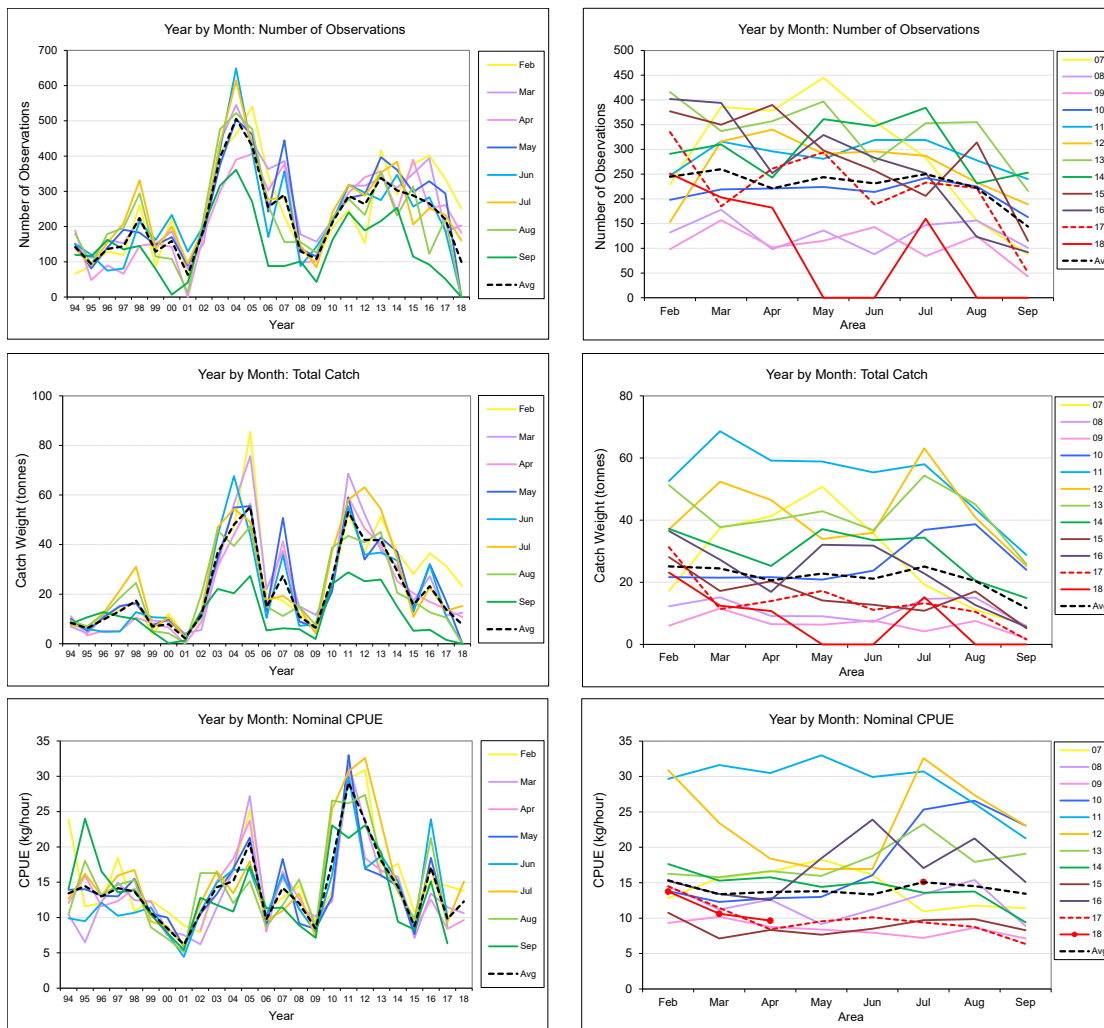 Year by Month: Number of Observations
Number of Observations
700
600
500
400
300
200
100
0
94 95 96 97 98 99 00 01 02 03 04 05 06 07 08 09 10 11 12 13 14 15 16 17 18
Year
Feb
Mar
Apr
May
Jun
Jul
Aug
Sep
Avg
Year by Month: Number of Observations
Number of Observations
500
450
400
350
300
250
200
150
100
50
0
Feb Mar Apr May Jun Jul Aug Sep
Area
07
08
09
10
11
12
13
14
15
16
17
18
Avg
Year by Month: Total Catch
Catch Weight (tonnes)
100
80
60
40
20
0
94 95 96 97 98 99 00 01 02 03 04 05 06 07 08 09 10 11 12 13 14 15 16 17 18
Year
Feb
Mar
Apr
May
Jun
Jul
Aug
Sep
Avg
Year by Month: Total Catch
Catch Weight (tonnes)
80
60
40
20
0
Feb Mar Apr May Jun Jul Aug Sep
Area
07
08
09
10
11
12
13
14
15
16
17
18
Avg
Year by Month: Nominal CPUE
CPUE (kg/hour)
35
30
25
20
15
10
5
0
94 95 96 97 98 99 00 01 02 03 04 05 06 07 08 09 10 11 12 13 14 15 16 17 18
Year
Feb
Mar
Apr
May
Jun
Jul
Aug
Sep
Avg
Year by Month: Nominal CPUE
CPUE (kg/hour)
35
30
25
20
15
10
5
0
Feb Mar Apr May Jun Jul Aug Sep
Area
07
08
09
10
11
12
13
14
15
16
17
18
Avg